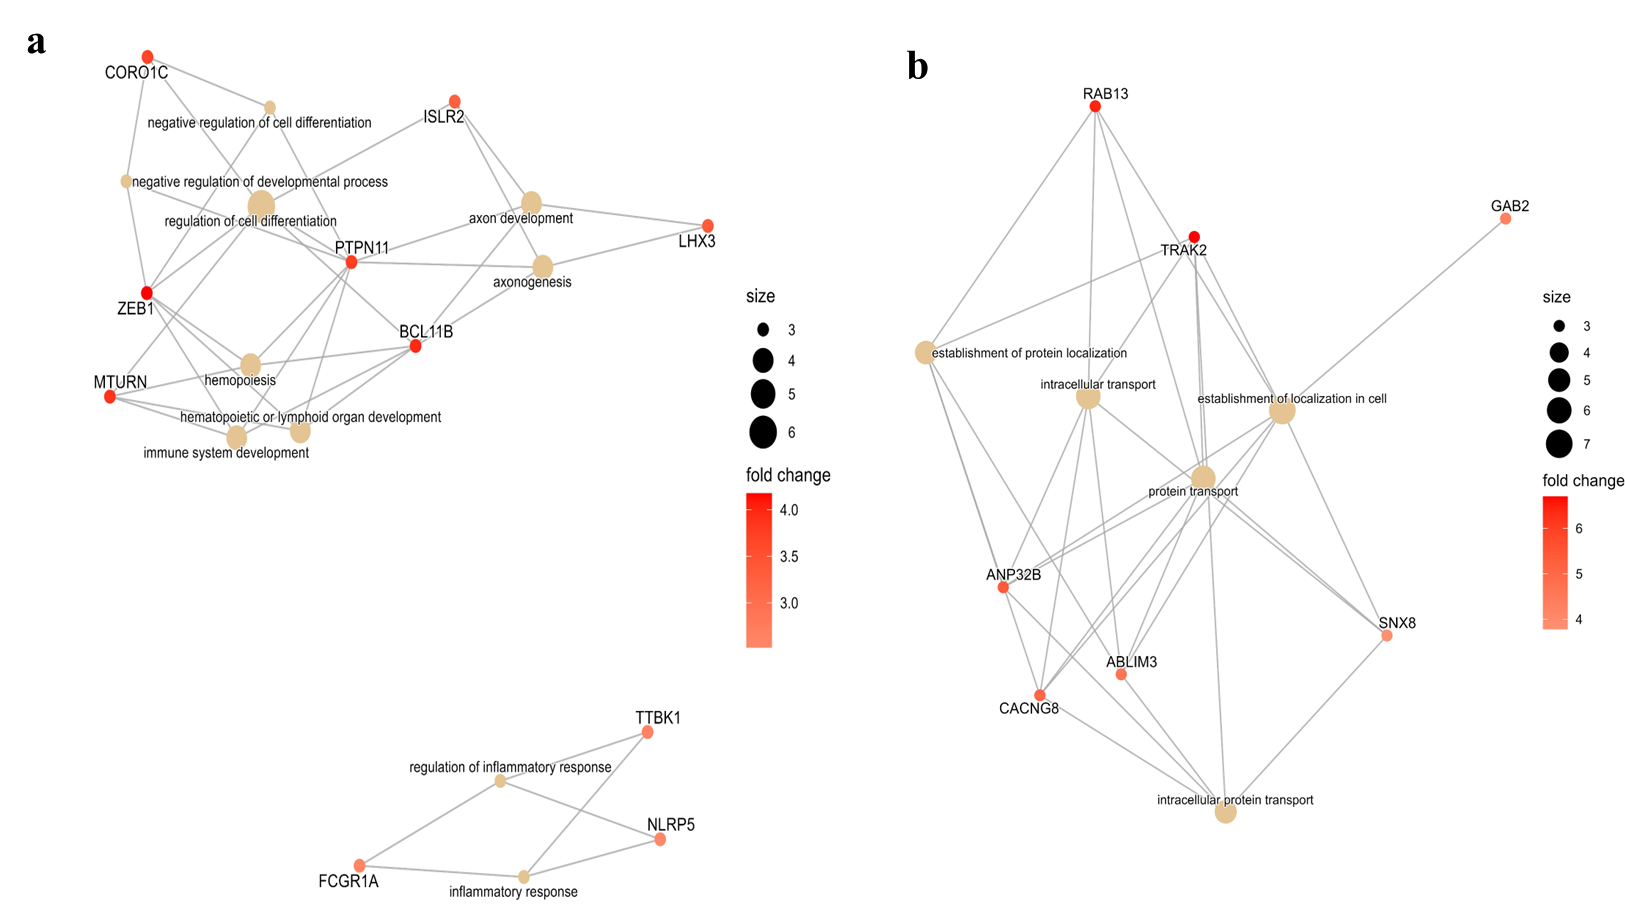 a
CORO1C
negative regulation of cell differentiation
ISLR2
negative regulation of developmental process
regulation of cell differentiation
axon development
LHX3
PTPN11
axonogenesis
ZEB1
BCL11B
MTURN
hemopoiesis
hematopoietic or lymphoid organ development
immune system development
size
3
4
5
6
fold change
4.0
3.5
3.0
TTBK1
regulation of inflammatory response
NLRP5
FCGR1A
inflammatory response
b
RAB13
GAB2
TRAK2
establishment of protein localization
intracellular transport
establishment of localization in cell
protein transport
ANP32B
SNX8
ABLIM3
CACNG8
intracellular protein transport
size
3
4
5
6
7
fold change
6
5
4